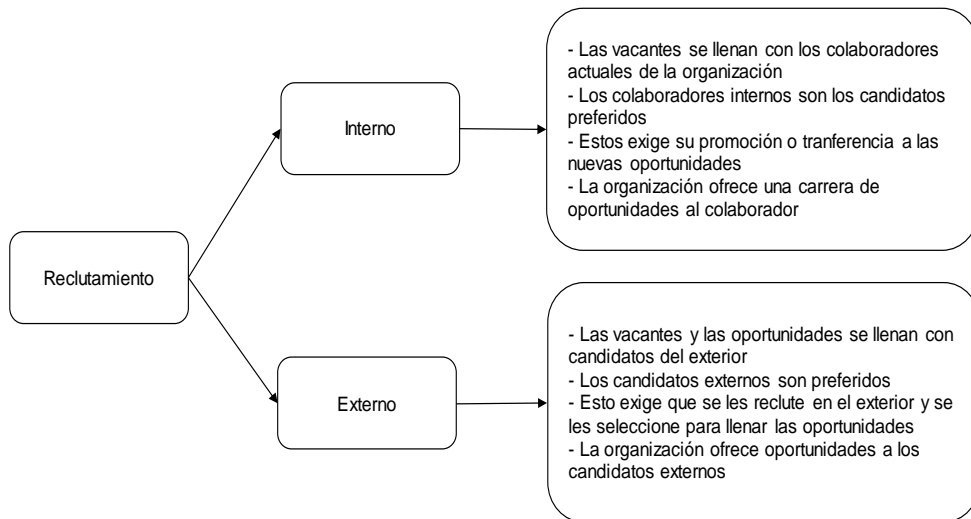 Reclutamiento
Interno
- Las vacantes se llenan con los colaboradores
actuales de la organización
- Los colaboradores internos son los candidatos
preferidos
- Estos exige su promoción o tranferencia a las
nuevas oportunidades
- La organización ofrece una carrera de
oportunidades al colaborador
Externo
- Las vacantes y las oportunidades se llenan con
candidatos del exterior
- Los candidatos externos son preferidos
- Esto exige que se les reclute en el exterior y se
les seleccione para llenar las oportunidades
- La organización ofrece oportunidades a los
candidatos externos